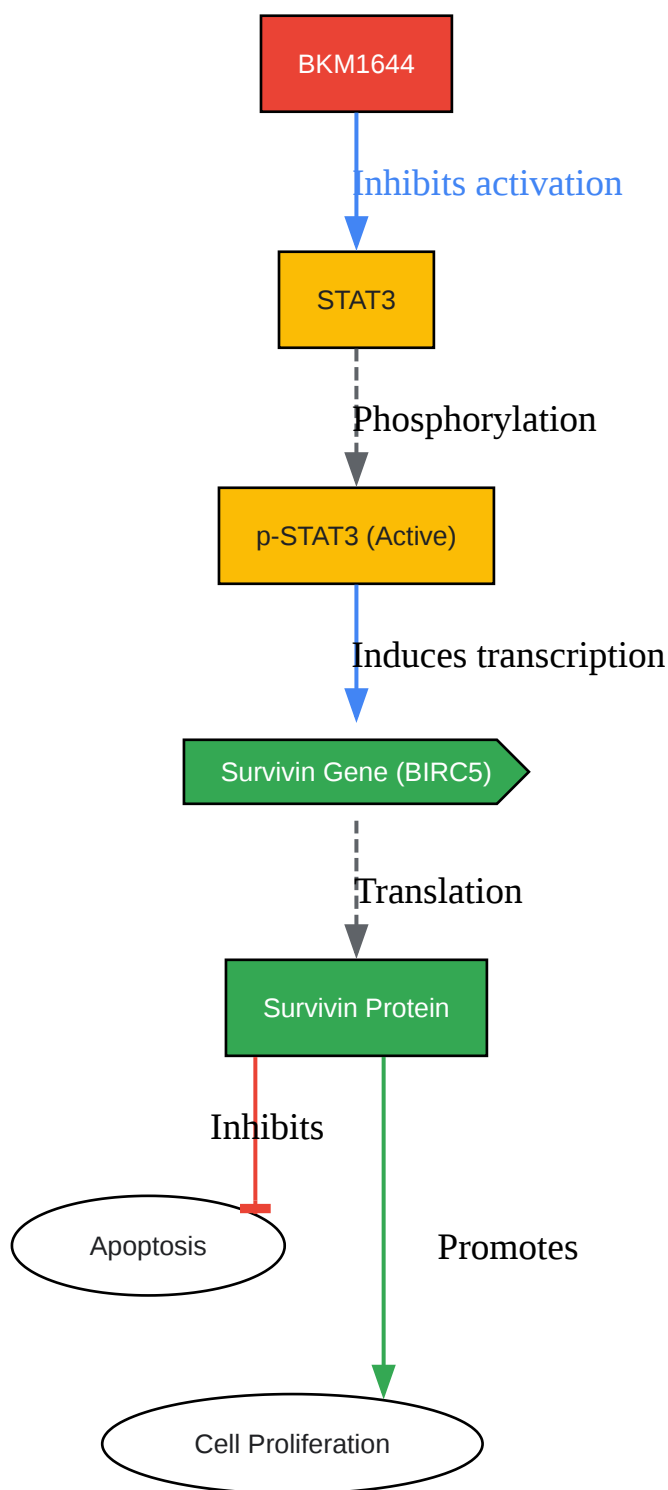 BKM1644
Inhibits activation
STAT3
Phosphorylation
p-STAT3 (Active)
Induces transcription
Survivin Gene (BIRC5)
Translation
Survivin Protein
Inhibits
Apoptosis
Promotes
Cell Proliferation